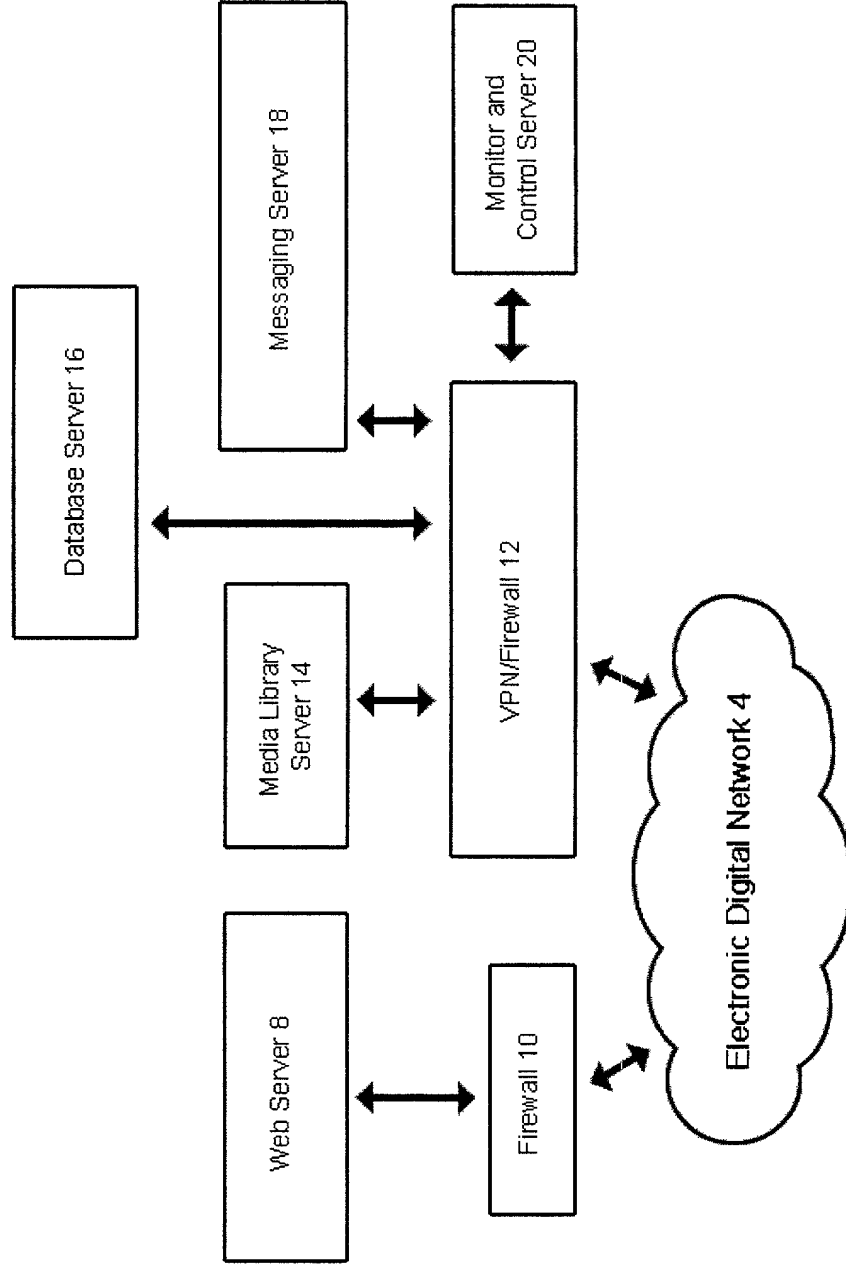 Database Server 16
Media Library
Server 14
Messaging Server 18
Web Server 8
VPN/Firewall 12
Monitor and
Control Server 20
Firewall 10
Electronic Digital Network 4